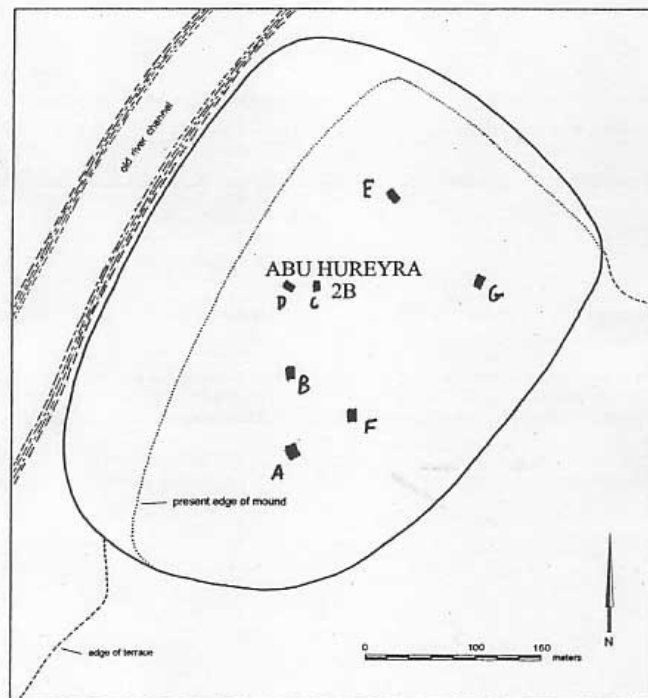 old river channel
E
ABU HUREYRA
2B
D
C
G
B
F
A
present edge of mound
edge of terrace
0 100 150
meters
N